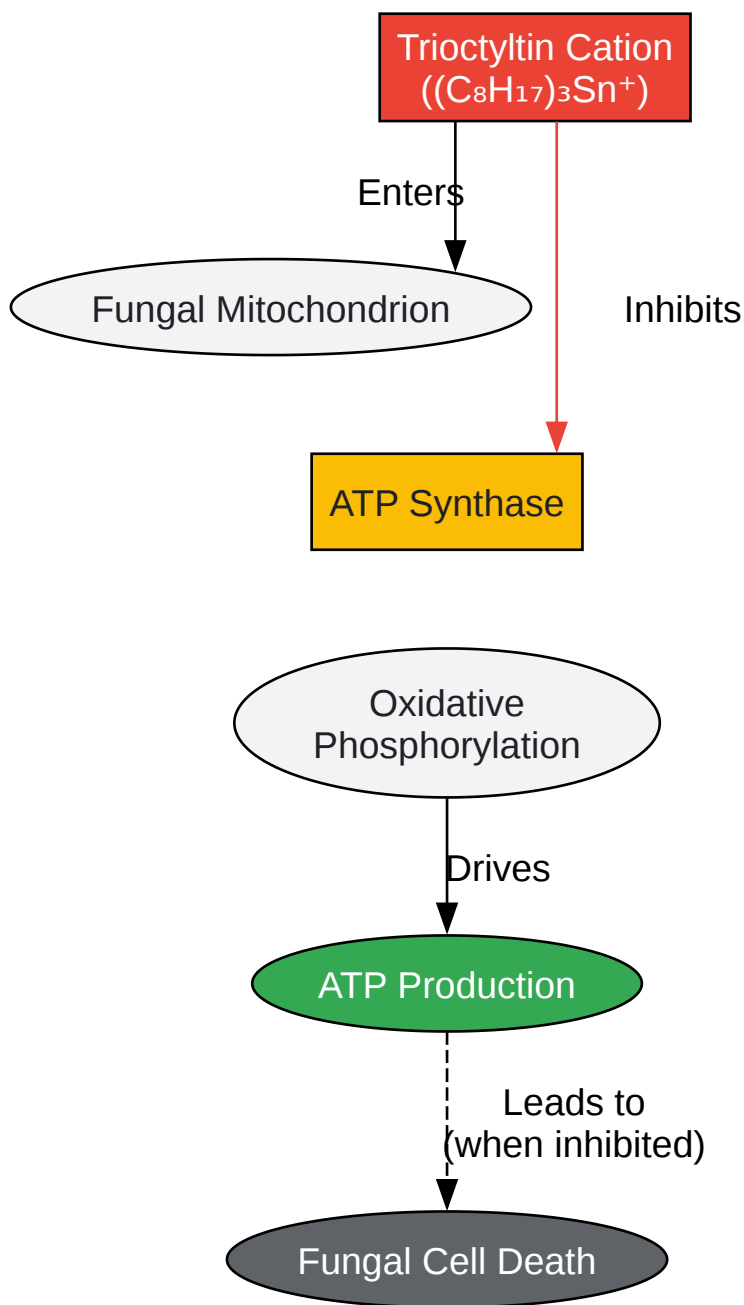 Trioctyltin Cation
((C₈H₁₇)₃Sn⁺)
Enters
Fungal Mitochondrion
Inhibits
ATP Synthase
Oxidative
Phosphorylation
Drives
ATP Production
Leads to
(when inhibited)
Fungal Cell Death